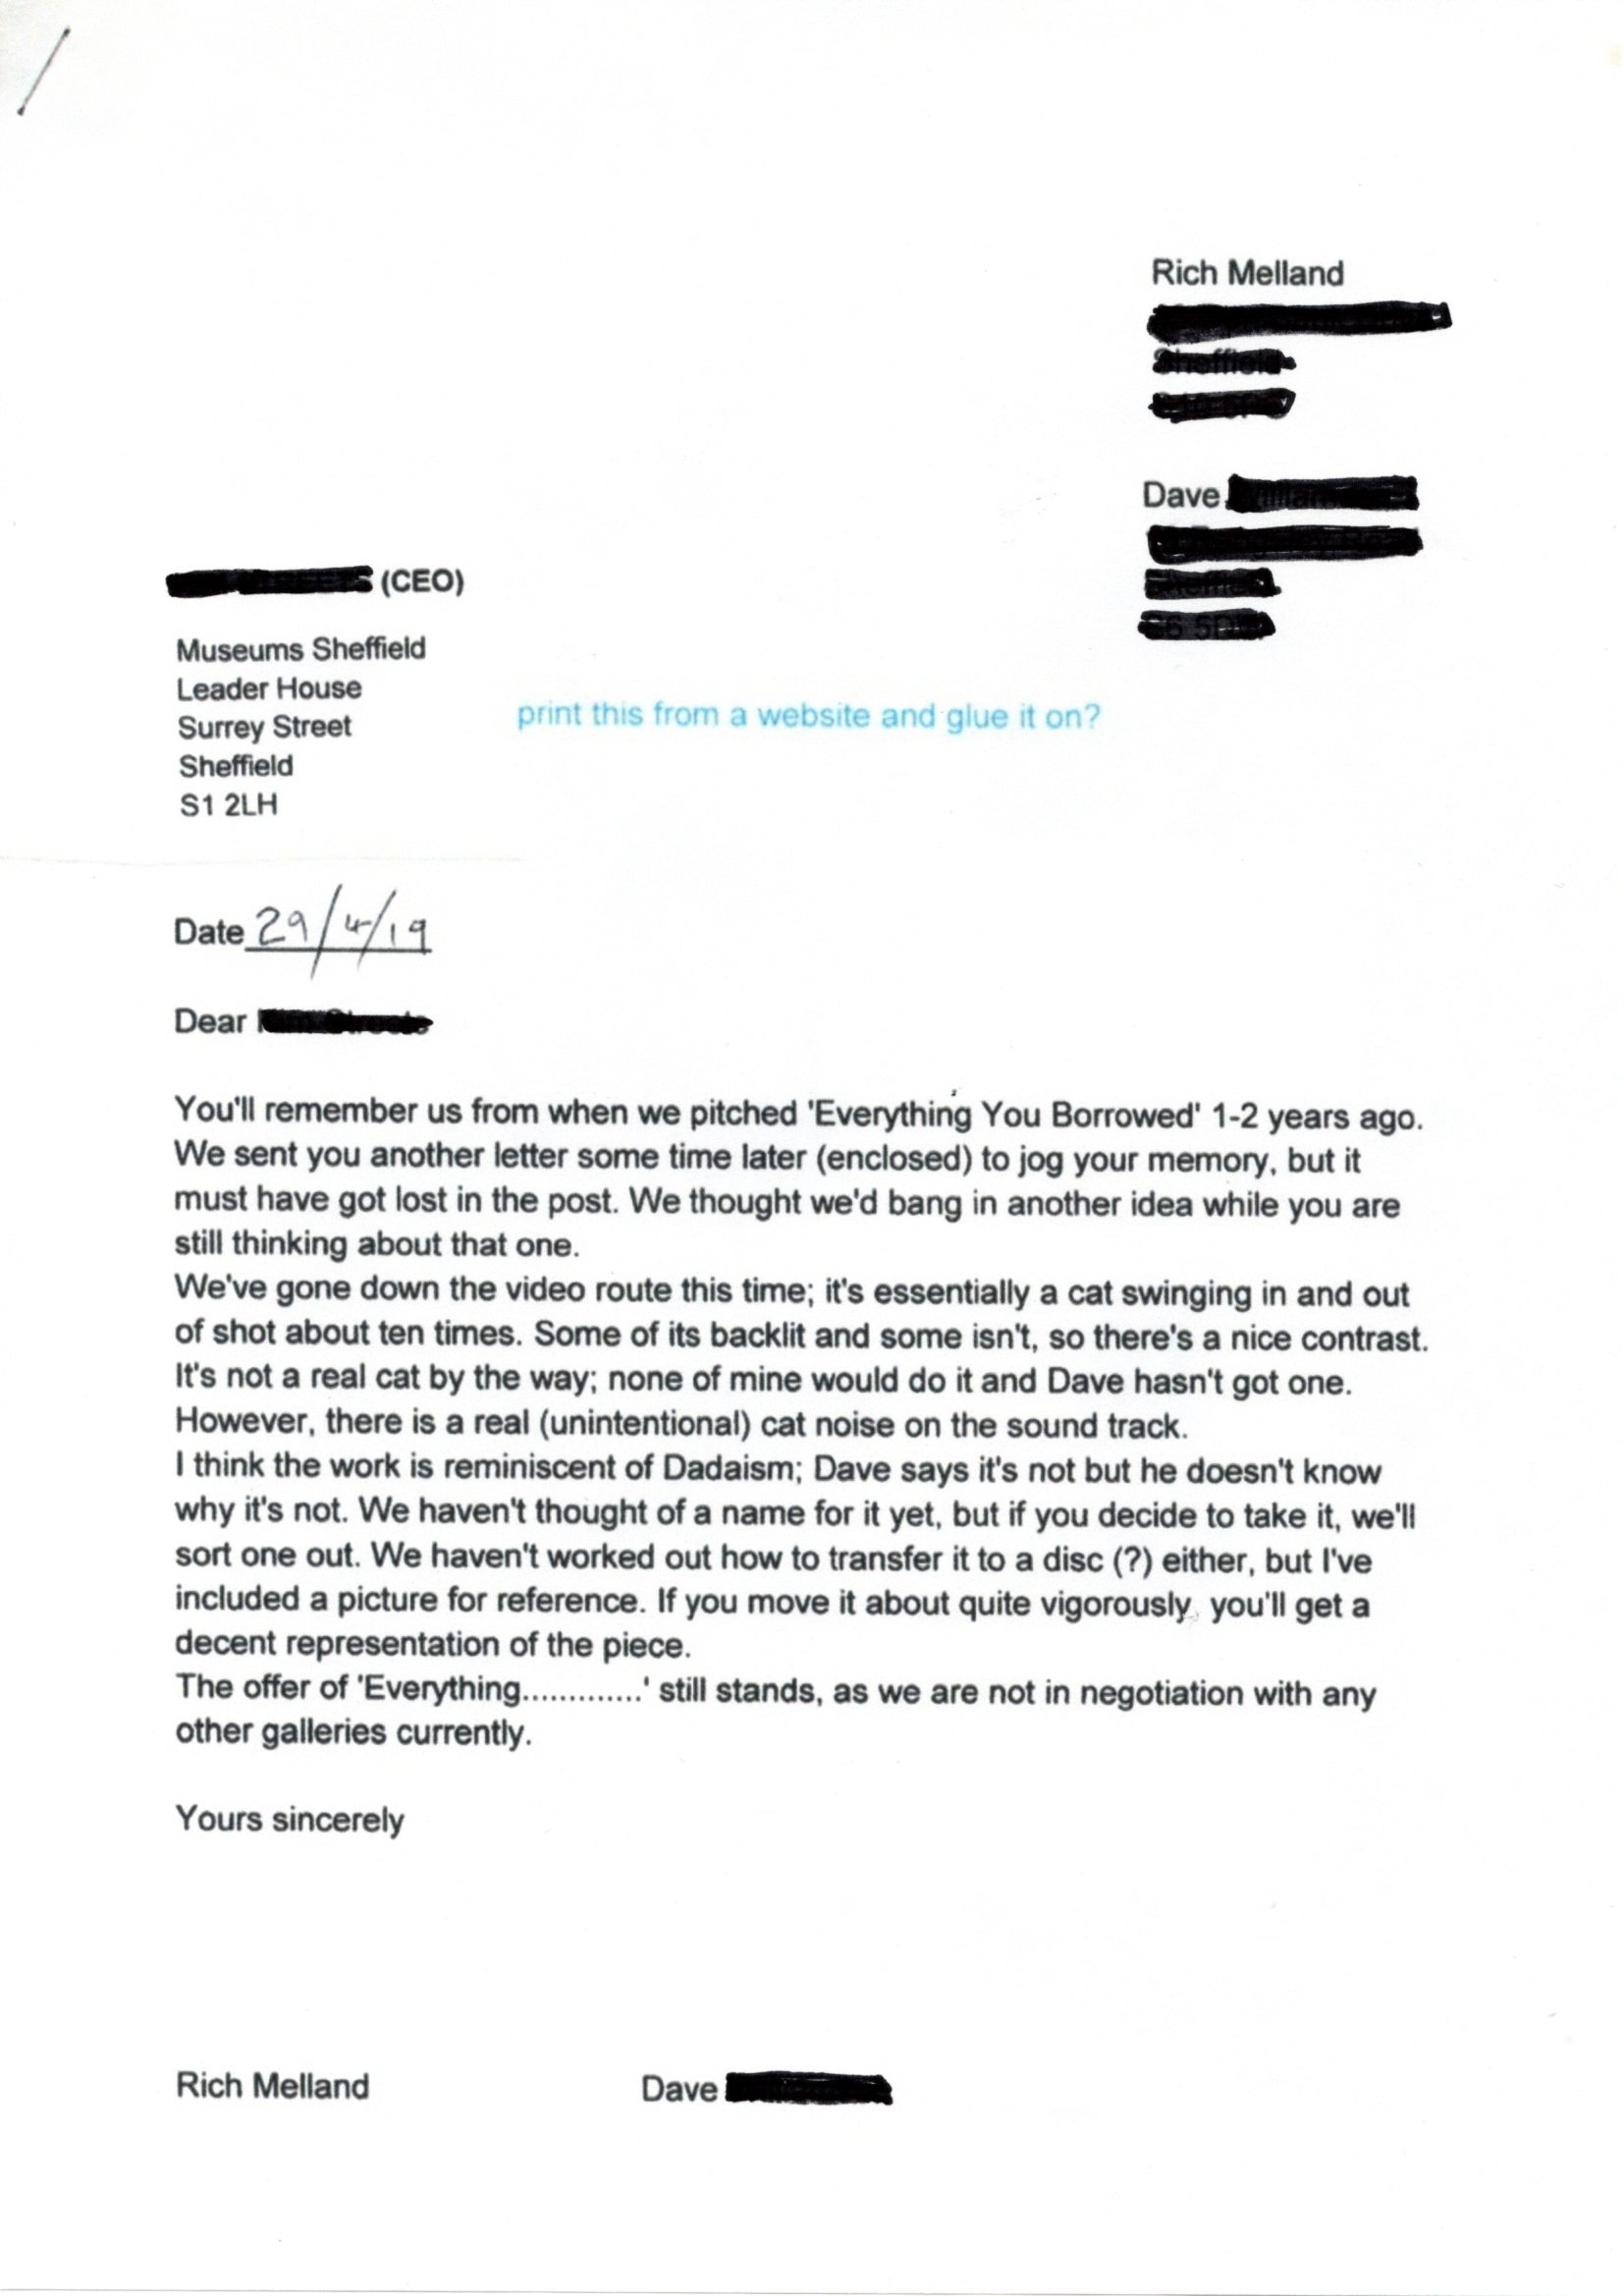 Rich Melland
Dave
(CEO)
Museums Sheffield
Leader House
Surrey Street
Sheffield
S1 2LH
print this from a website and glue it on?
Date 29/4/19
Dear
You'll remember us from when we pitched 'Everything You Borrowed' 1-2 years ago.
We sent you another letter some time later (enclosed) to jog your memory, but it
must have got lost in the post. We thought we'd bang in another idea while you are
still thinking about that one.
We've gone down the video route this time; it's essentially a cat swinging in and out
of shot about ten times. Some of its backlit and some isn't, so there's a nice contrast.
It's not a real cat by the way; none of mine would do it and Dave hasn't got one.
However, there is a real (unintentional) cat noise on the sound track.
I think the work is reminiscent of Dadaism; Dave says it's not but he doesn't know
why it's not. We haven't thought of a name for it yet, but if you decide to take it, we'll
sort one out. We haven't worked out how to transfer it to a disc (?) either, but I've
included a picture for reference. If you move it about quite vigorously, you'll get a
decent representation of the piece.
The offer of 'Everything.............' still stands, as we are not in negotiation with any
other galleries currently.
Yours sincerely
Rich Melland Dave